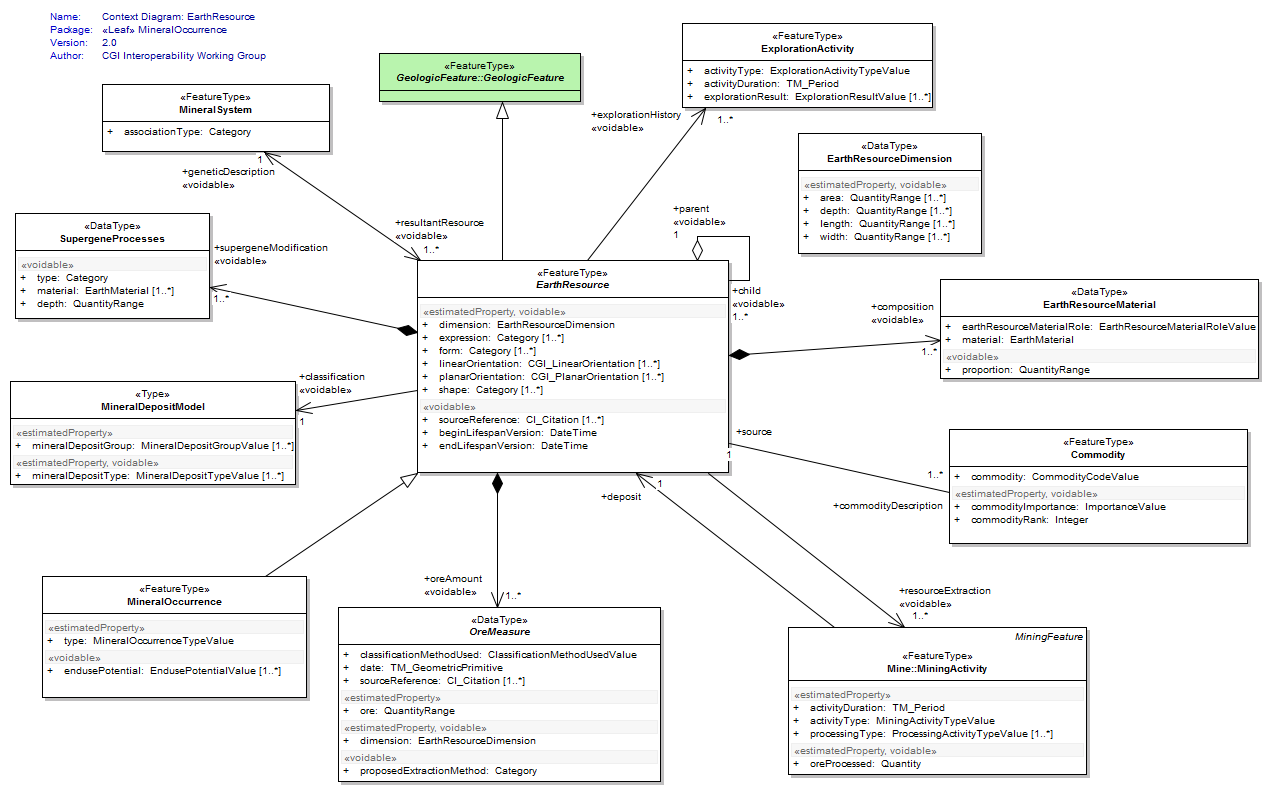 Name: Context Diagram: EarthResource
Package: «Leaf» MineralOccurrence
Version: 2.0
Author: CGI Interoperability Working Group
«FeatureType»
GeologicFeature::GeologicFeature
«FeatureType»
ExplorationActivity
+ activityType: ExplorationActivityTypeValue
+ activityDuration: TM_Period
+ explorationResult: ExplorationResultValue [1..*]
«FeatureType»
MineralSystem
+ associationType: Category
+explorationHistory
«voidable»
1..*
1
+geneticDescription
«voidable»
«DataType»
EarthResourceDimension
«estimatedProperty, voidable»
+ area: QuantityRange [1..*]
+ depth: QuantityRange [1..*]
+ length: QuantityRange [1..*]
+ width: QuantityRange [1..*]
+resultantResource
«voidable»
1..*
+parent
«voidable»
1
«DataType»
SupergeneProcesses
«voidable»
+ type: Category
+ material: EarthMaterial [1..*]
+ depth: QuantityRange
+supergeneModification
«voidable»
1..*
«FeatureType»
EarthResource
«estimatedProperty, voidable»
+ dimension: EarthResourceDimension
+ expression: Category [1..*]
+ form: Category [1..*]
+ linearOrientation: CGI_LinearOrientation [1..*]
+ planarOrientation: CGI_PlanarOrientation [1..*]
+ shape: Category [1..*]
«voidable»
+ sourceReference: CI_Citation [1..*]
+ beginLifespanVersion: DateTime
+ endLifespanVersion: DateTime
+child
«voidable»
1..*
+composition
«voidable»
1..*
«DataType»
EarthResourceMaterial
+ earthResourceMaterialRole: EarthResourceMaterialRoleValue
+ material: EarthMaterial
«voidable»
+ proportion: QuantityRange
+classification
«voidable»
1
«Type»
MineralDepositModel
«estimatedProperty»
+ mineralDepositGroup: MineralDepositGroupValue [1..*]
«estimatedProperty, voidable»
+ mineralDepositType: MineralDepositTypeValue [1..*]
+source
1
1..*
+commodityDescription
«FeatureType»
Commodity
+ commodity: CommodityCodeValue
«estimatedProperty, voidable»
+ commodityImportance: ImportanceValue
+ commodityRank: Integer
+deposit
1
+oreAmount
«voidable»
1..*
+resourceExtraction
«voidable»
1..*
«FeatureType»
MineralOccurrence
«estimatedProperty»
+ type: MineralOccurrenceTypeValue
«voidable»
+ endusePotential: EndusePotentialValue [1..*]
«DataType»
OreMeasure
+ classificationMethodUsed: ClassificationMethodUsedValue
+ date: TM_GeometricPrimitive
+ sourceReference: CI_Citation [1..*]
«estimatedProperty»
+ ore: QuantityRange
«estimatedProperty, voidable»
+ dimension: EarthResourceDimension
«voidable»
+ proposedExtractionMethod: Category
MiningFeature
«FeatureType»
Mine::MiningActivity
«estimatedProperty»
+ activityDuration: TM_Period
+ activityType: MiningActivityTypeValue
+ processingType: ProcessingActivityTypeValue [1..*]
«estimatedProperty, voidable»
+ oreProcessed: Quantity